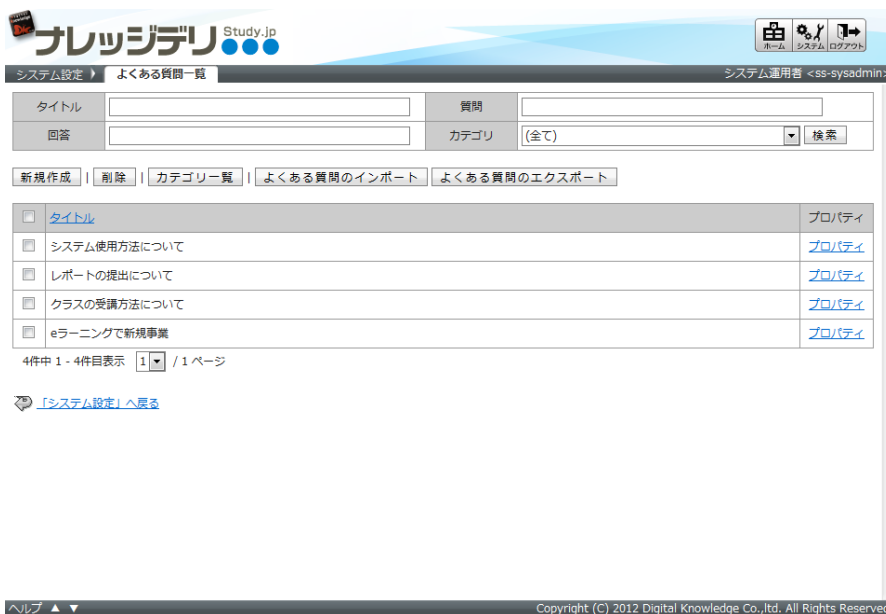 ナレッジデリ Study.jp
ホーム システム ログアウト
システム設定 よくある質問一覧 システム運用者 <ss-sysadmin>
タイトル 質問
回答 カテゴリ (全て) 検索
新規作成 | 削除 | カテゴリ一覧 | よくある質問のインポート よくある質問のエクスポート
タイトル プロパティ
システム使用方法について プロパティ
レポートの提出について プロパティ
クラスの受講方法について プロパティ
eラーニングで新規事業 プロパティ
4件中 1 - 4件目表示 1 / 1 ページ
「システム設定」へ戻る
ヘルプ ▲ ▼ Copyright (C) 2012 Digital Knowledge Co.,ltd. All Rights Reserved